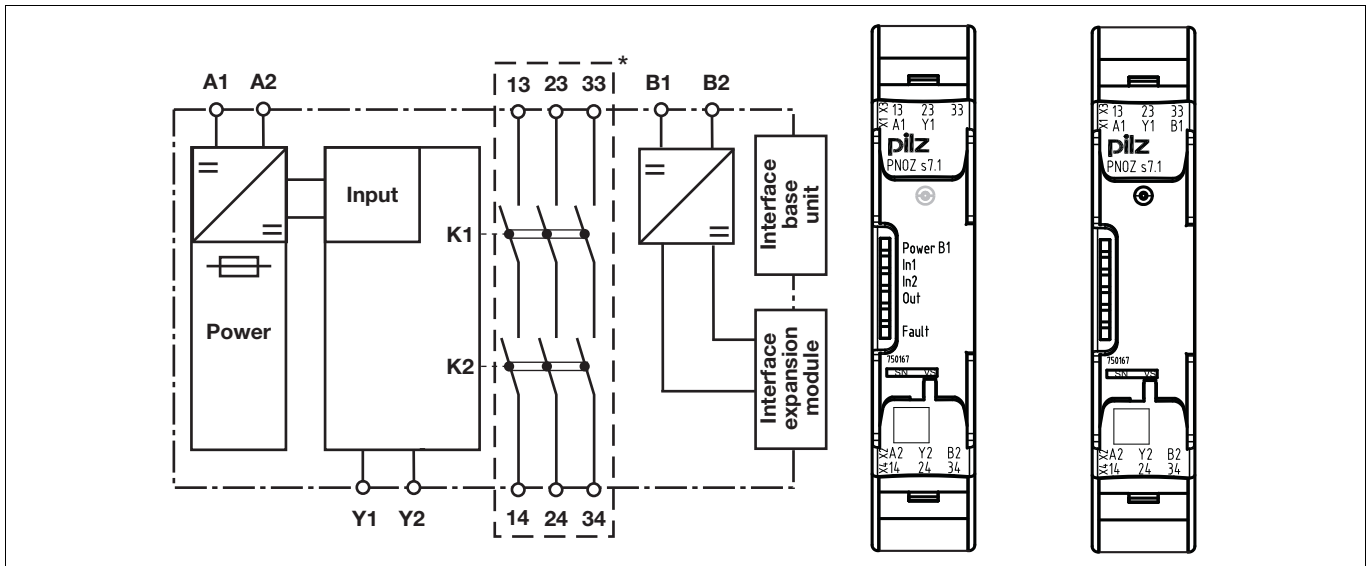 A1 A2 13 23 33 * B1 B2
Input
K1
K2
Power
Interface
base
unit
Interface
expansion
module
Y1 Y2 14 24 34
X3 13 23 33
X1 A1 Y1
pilz
PNOZ s7.1
Power B1
In1
In2
Out
Fault
750167
SN VS
X2 A2 Y2 B2
X4 14 24 34
X3 13 23 33
X1 A1 Y1 B1
pilz
PNOZ s7.1
750167
SN VS
X2 A2 Y2 B2
X4 14 24 34